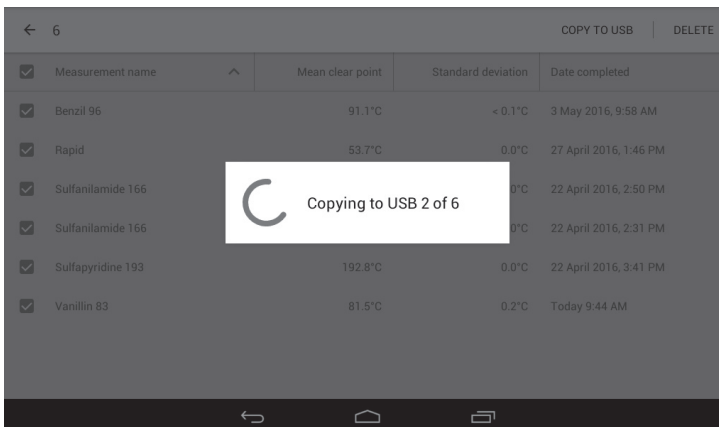 6 COPY TO USB DELETE
Measurement name Mean clear point Standard deviation Date completed
Benzil 96 91.1°C < 0.1°C 3 May 2016, 9:58 AM
Rapid 53.7°C 0.0°C 27 April 2016, 1:46 PM
Sulfanilamide 166 0°C 22 April 2016, 2:50 PM
Copying to USB 2 of 6
Sulfanilamide 166 0°C 22 April 2016, 2:31 PM
Sulfapyridine 193 192.8°C 0.0°C 22 April 2016, 3:41 PM
Vanillin 83 81.5°C 0.2°C Today 9:44 AM